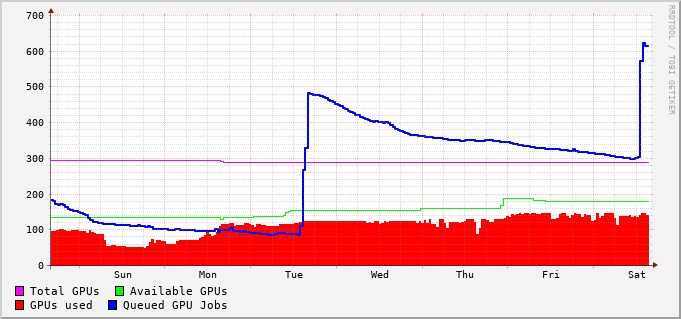 700
600
500
400
300
200
100
0
Sun Mon Tue Wed Thu Fri Sat
RRDTOOL / TOBI OETIKER
Total GPUs Available GPUs
GPUs used Queued GPU Jobs